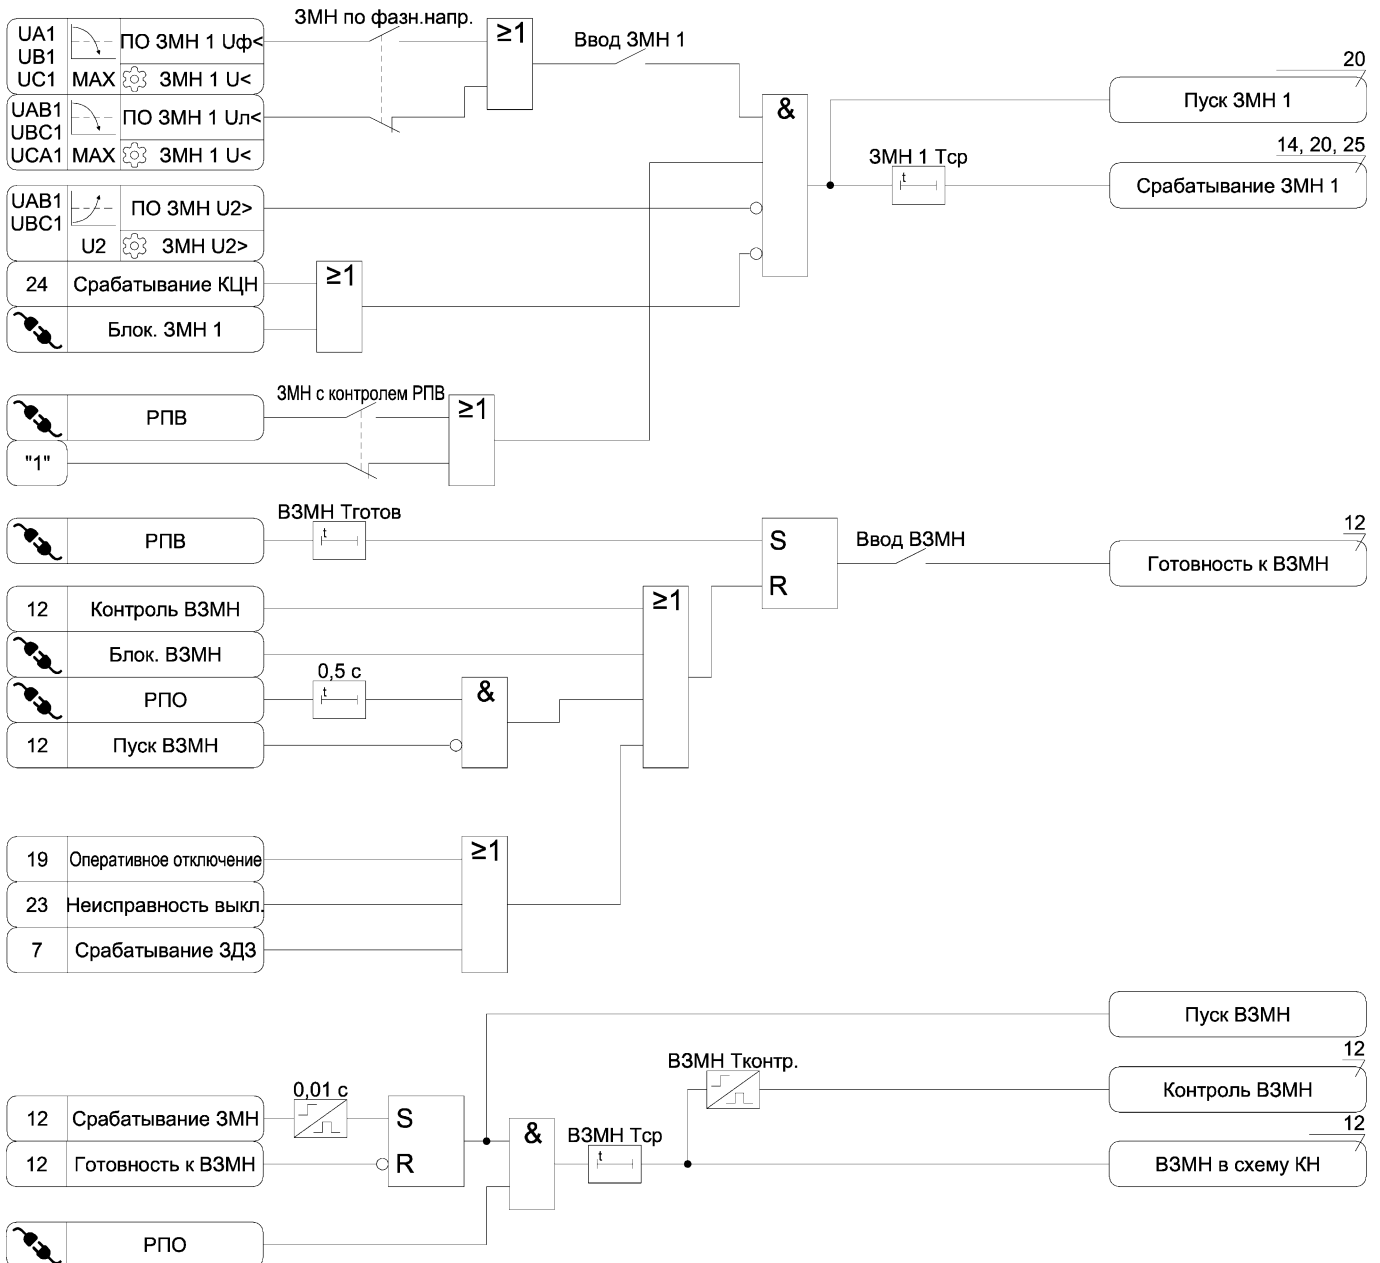 ЗМН по фазн.напр.
UA1
UB1
UC1
MAX
ПО ЗМН 1 Uф<
ЗМН 1 U<
≥1
Ввод ЗМН 1
UAB1
UBC1
UCA1
MAX
ПО ЗМН 1 Uл<
ЗМН 1 U<
&
20
Пуск ЗМН 1
ЗМН 1 Тср
t
14, 20, 25
Срабатывание ЗМН 1
UAB1
UBC1
U2
ПО ЗМН U2>
ЗМН U2>
24
Срабатывание КЦН
Блок. ЗМН 1
≥1
ЗМН с контролем РПВ
РПВ
"1"
≥1
ВЗМН Тготов
РПВ
t
S
R
Ввод ВЗМН
12
Готовность к ВЗМН
12
Контроль ВЗМН
Блок. ВЗМН
0,5 с
РПО
t
12
Пуск ВЗМН
&
≥1
19
Оперативное отключение
23
Неисправность выкл.
7
Срабатывание ЗДЗ
≥1
Пуск ВЗМН
ВЗМН Тконтр.
12
Контроль ВЗМН
0,01 с
12
Срабатывание ЗМН
12
Готовность к ВЗМН
S
R
&
ВЗМН Тср
t
12
ВЗМН в схему КН
РПО